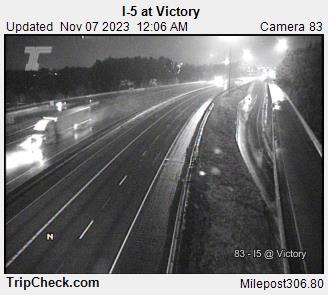 I-5 at Victory
Updated Nov 07 2023 12:06 AM Camera 83
N
83 - I5 @ Victory
TripCheck.com Milepost306.80